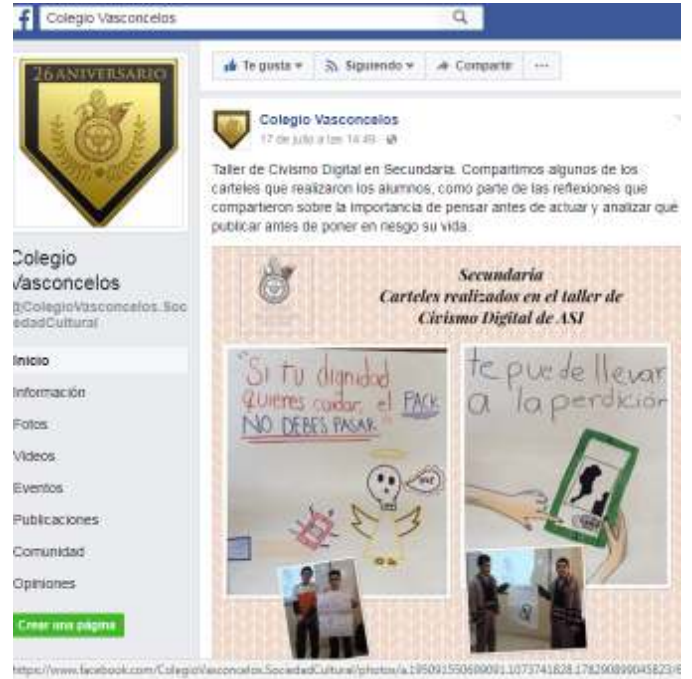 f
Colegio Vasconcelos
26 ANIVERSARIO
Te gusta
Siguiendo
Compartir
...
Colegio Vasconcelos
17 de julio a las 14:49
Taller de Civismo Digital en Secundaria. Compartimos algunos de los
carteles que realizaron los alumnos, como parte de las reflexiones que
compartieron sobre la importancia de pensar antes de actuar y analizar qué
publicar antes de poner en riesgo su vida.
Colegio
Vasconcelos
@ColegioVasconcelos.Soc
iedadCultural
Inicio
Información
Fotos
Videos
Eventos
Publicaciones
Comunidad
Opiniones
Crear una página
Secundaria
Carteles realizados en el taller de
Civismo Digital de ASI
"Si tu dignidad
quieres cuidar, el PACK
NO DEBES PASAR"
te puede llevar
a la perdición